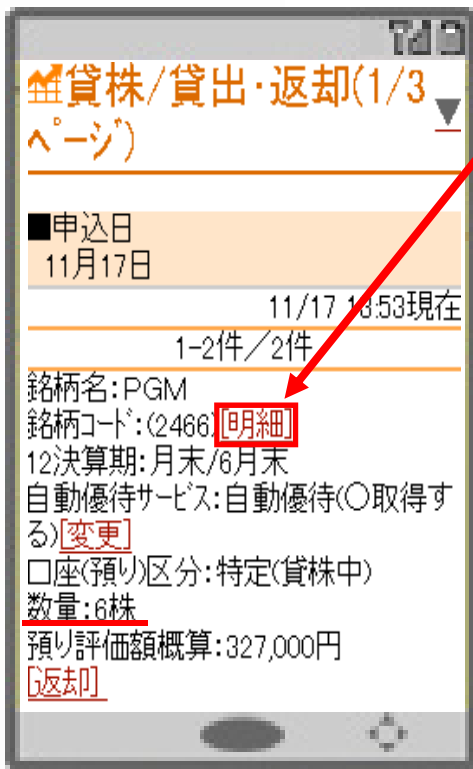 貸株/貸出・返却(1/3
ページ)
▼
■申込日
11月17日
11/17 13:53現在
1-2件/2件
銘柄名:PGM
銘柄コード:(2466)[明細]
12決算期:月末/6月末
自動優待サービス:自動優待(○取得す
る)[変更]
口座(預り)区分:特定(貸株中)
数量:6株
預り評価額概算:327,000円
[返却]